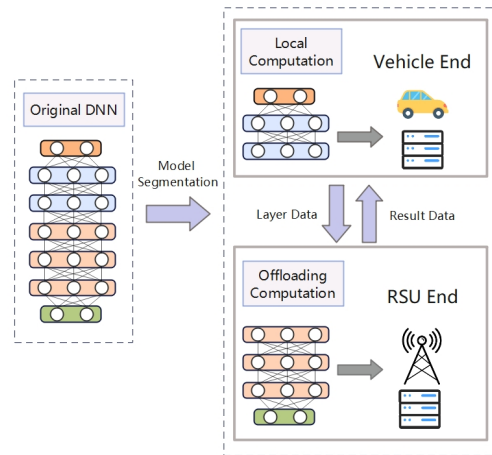 Original DNN
Model
Segmentation
Local
Computation
Vehicle End
Layer Data
Result Data
Offloading
Computation
RSU End